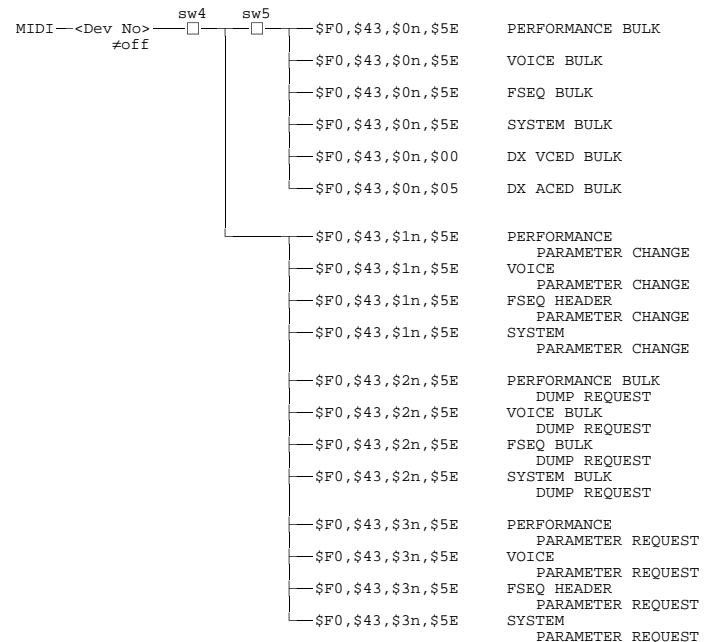 sw4 sw5
MIDI <Dev No> $F0,$43,$0n,$5E PERFORMANCE BULK
≠off
$F0,$43,$0n,$5E VOICE BULK
$F0,$43,$0n,$5E FSEQ BULK
$F0,$43,$0n,$5E SYSTEM BULK
$F0,$43,$0n,$00 DX VCED BULK
$F0,$43,$0n,$05 DX ACED BULK
$F0,$43,$1n,$5E PERFORMANCE
PARAMETER CHANGE
$F0,$43,$1n,$5E VOICE
PARAMETER CHANGE
$F0,$43,$1n,$5E FSEQ HEADER
PARAMETER CHANGE
$F0,$43,$1n,$5E SYSTEM
PARAMETER CHANGE
$F0,$43,$2n,$5E PERFORMANCE BULK
DUMP REQUEST
$F0,$43,$2n,$5E VOICE BULK
DUMP REQUEST
$F0,$43,$2n,$5E FSEQ BULK
DUMP REQUEST
$F0,$43,$2n,$5E SYSTEM BULK
DUMP REQUEST
$F0,$43,$3n,$5E PERFORMANCE
PARAMETER REQUEST
$F0,$43,$3n,$5E VOICE
PARAMETER REQUEST
$F0,$43,$3n,$5E FSEQ HEADER
PARAMETER REQUEST
$F0,$43,$3n,$5E SYSTEM
PARAMETER REQUEST